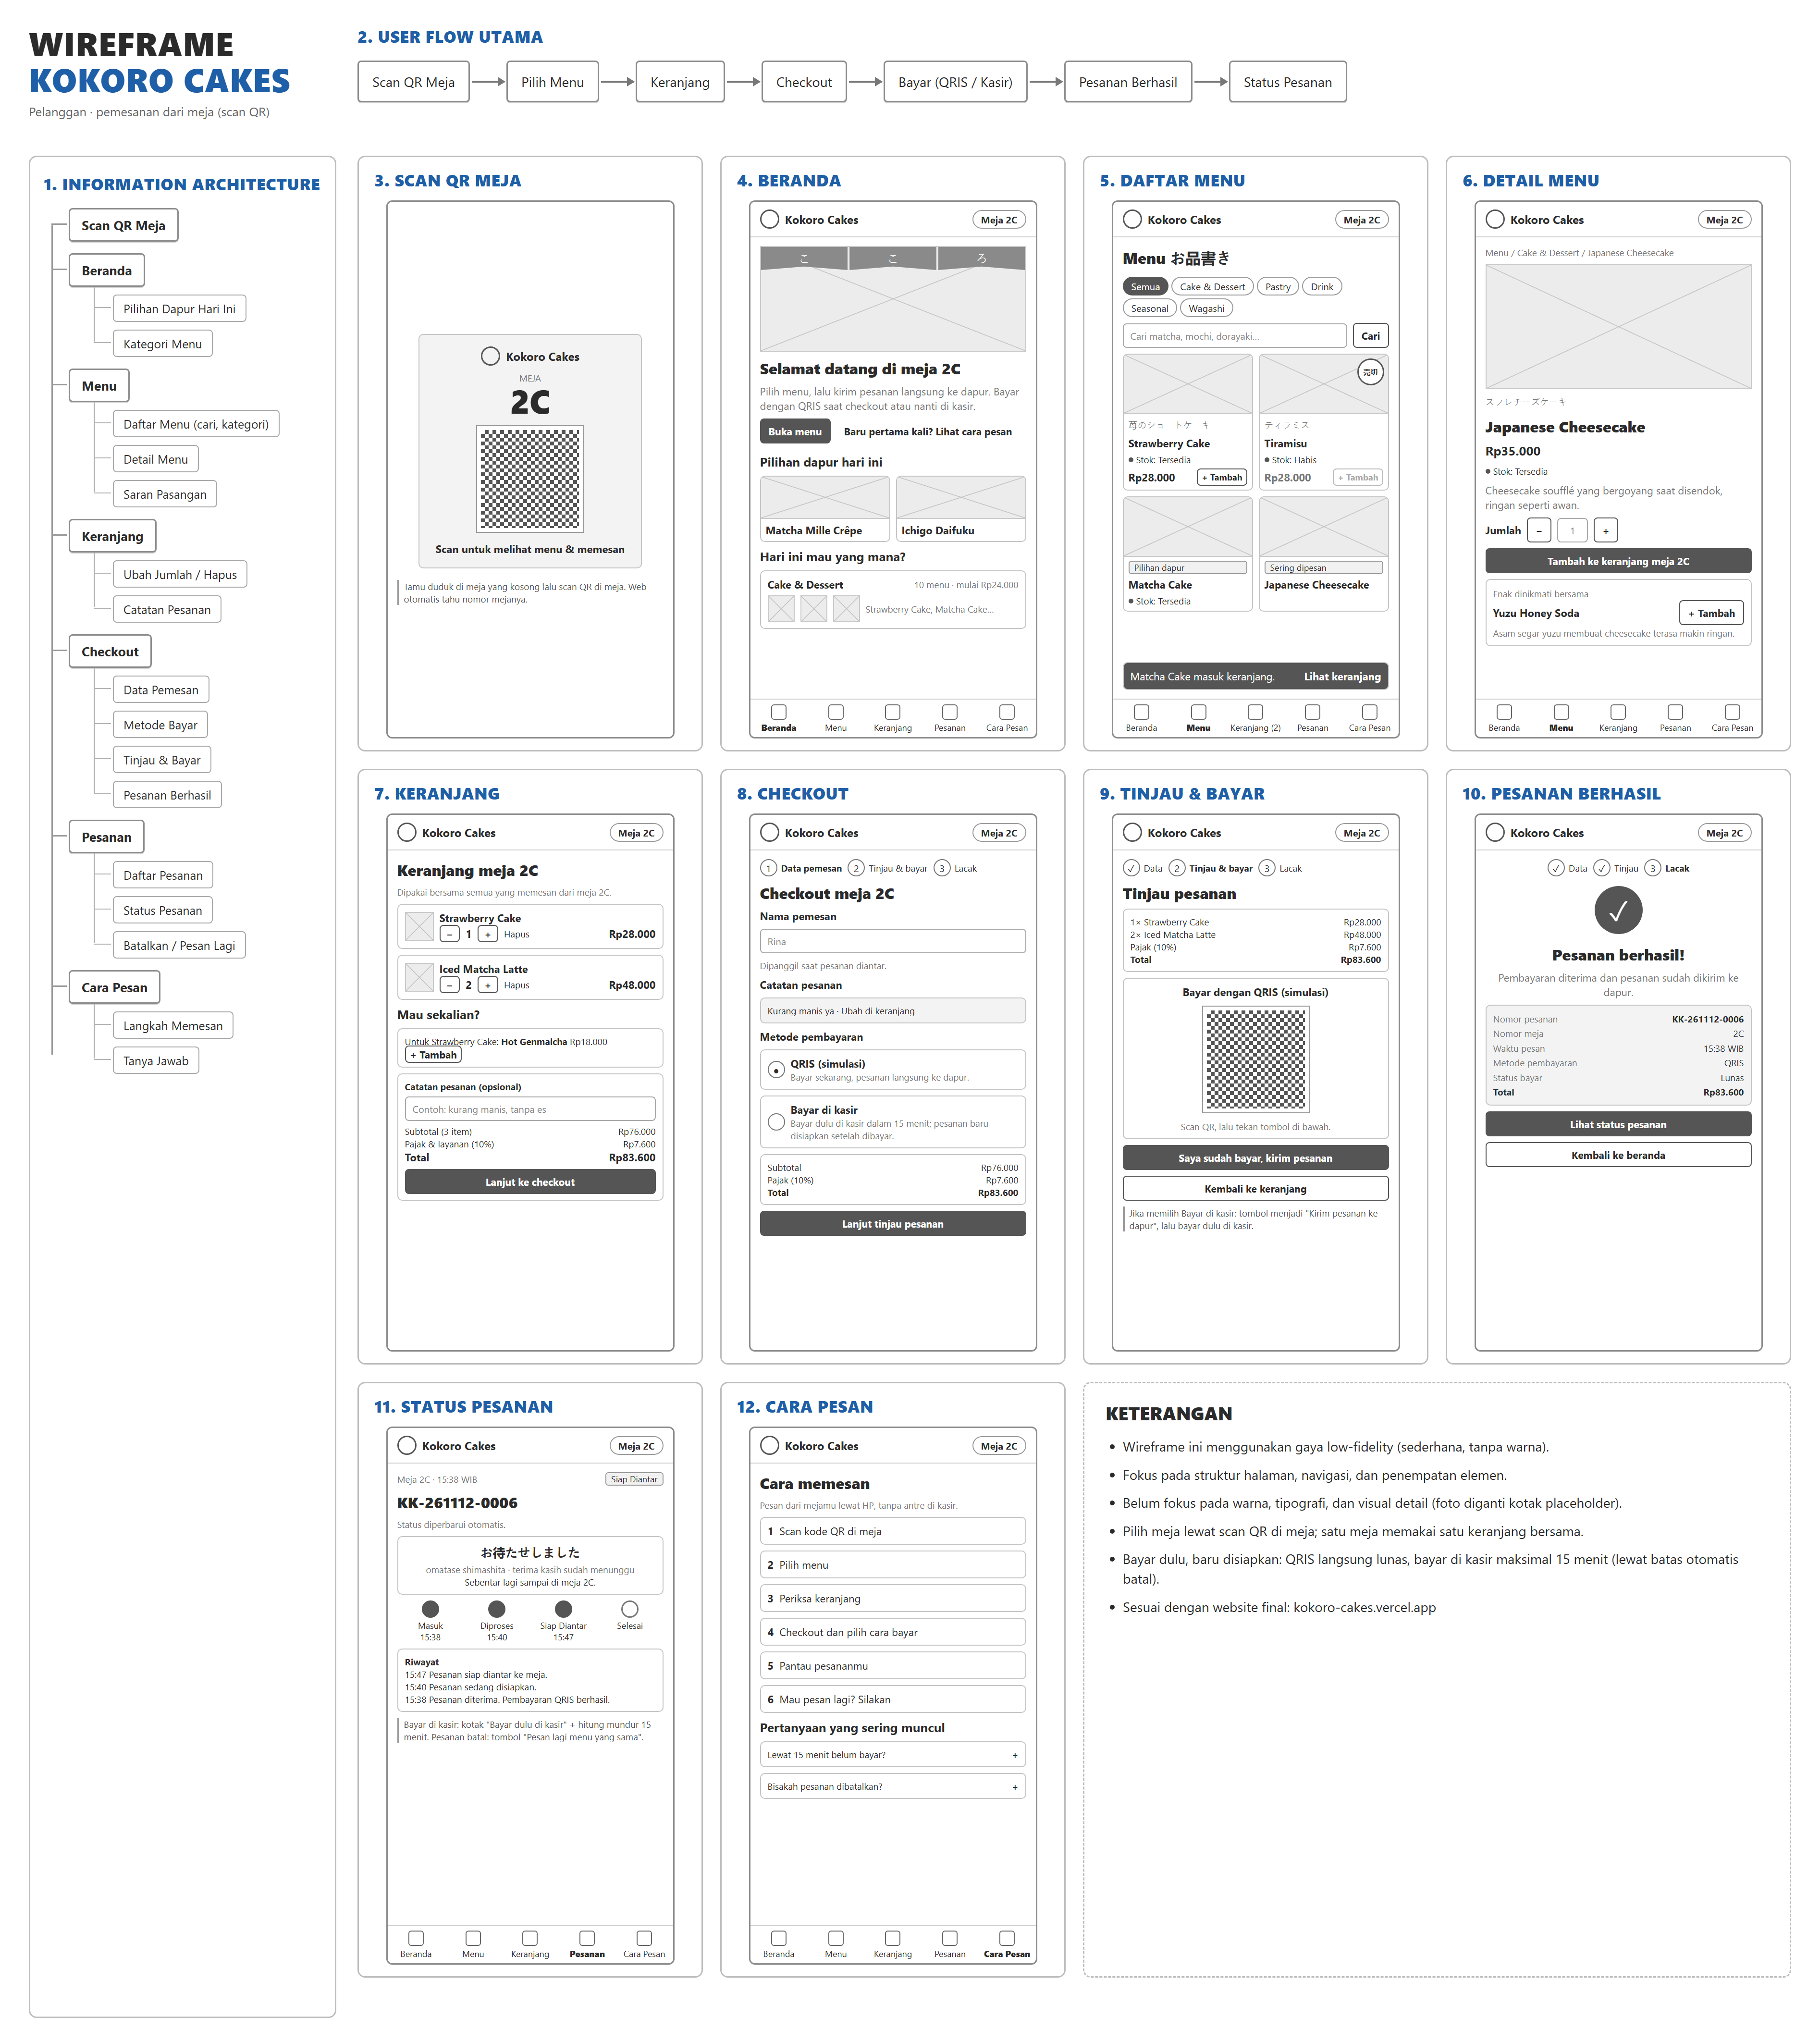 WIREFRAME
KOKORO CAKES
Pelanggan · pemesanan dari meja (scan QR)
2. USER FLOW UTAMA
Scan QR Meja
Pilih Menu
Keranjang
Checkout
Bayar (QRIS / Kasir)
Pesanan Berhasil
Status Pesanan
1. INFORMATION ARCHITECTURE
Scan QR Meja
Beranda
Pilihan Dapur Hari Ini
Kategori Menu
Menu
Daftar Menu (cari, kategori)
Detail Menu
Saran Pasangan
Keranjang
Ubah Jumlah / Hapus
Catatan Pesanan
Checkout
Data Pemesan
Metode Bayar
Tinjau & Bayar
Pesanan Berhasil
Pesanan
Daftar Pesanan
Status Pesanan
Batalkan / Pesan Lagi
Cara Pesan
Langkah Memesan
Tanya Jawab
3. SCAN QR MEJA
Kokoro Cakes
MEJA
2C
Scan untuk melihat menu & memesan
Tamu duduk di meja yang kosong lalu scan QR di meja. Web
otomatis tahu nomor mejanya.
4. BERANDA
Kokoro Cakes
Meja 2C
こ こ ろ
Selamat datang di meja 2C
Pilih menu, lalu kirim pesanan langsung ke dapur. Bayar
dengan QRIS saat checkout atau nanti di kasir.
Buka menu
Baru pertama kali? Lihat cara pesan
Pilihan dapur hari ini
Matcha Mille Crêpe
Ichigo Daifuku
Hari ini mau yang mana?
Cake & Dessert
10 menu · mulai Rp24.000
Strawberry Cake, Matcha Cake...
Beranda Menu Keranjang Pesanan Cara Pesan
5. DAFTAR MENU
Kokoro Cakes
Meja 2C
Menu お品書き
Semua Cake & Dessert Pastry Drink
Seasonal Wagashi
Cari matcha, mochi, dorayaki...
Cari
苺のショートケーキ
Strawberry Cake
Stok: Tersedia
Rp28.000 + Tambah
売切
ティラミス
Tiramisu
Stok: Habis
Rp28.000 + Tambah
Pilihan dapur
Matcha Cake
Stok: Tersedia
Sering dipesan
Japanese Cheesecake
Matcha Cake masuk keranjang. Lihat keranjang
Beranda Menu Keranjang (2) Pesanan Cara Pesan
6. DETAIL MENU
Kokoro Cakes
Meja 2C
Menu / Cake & Dessert / Japanese Cheesecake
スフレチーズケーキ
Japanese Cheesecake
Rp35.000
Stok: Tersedia
Cheesecake soufflé yang bergoyang saat disendok,
ringan seperti awan.
Jumlah − 1 +
Tambah ke keranjang meja 2C
Enak dinikmati bersama
Yuzu Honey Soda
+ Tambah
Asam segar yuzu membuat cheesecake terasa makin ringan.
Beranda Menu Keranjang Pesanan Cara Pesan
7. KERANJANG
Kokoro Cakes
Meja 2C
Keranjang meja 2C
Dipakai bersama semua yang memesan dari meja 2C.
Strawberry Cake
− 1 + Hapus Rp28.000
Iced Matcha Latte
− 2 + Hapus Rp48.000
Mau sekalian?
Untuk Strawberry Cake: Hot Genmaicha Rp18.000
+ Tambah
Catatan pesanan (opsional)
Contoh: kurang manis, tanpa es
Subtotal (3 item) Rp76.000
Pajak & layanan (10%) Rp7.600
Total Rp83.600
Lanjut ke checkout
8. CHECKOUT
Kokoro Cakes
Meja 2C
1 Data pemesan 2 Tinjau & bayar 3 Lacak
Checkout meja 2C
Nama pemesan
Rina
Dipanggil saat pesanan diantar.
Catatan pesanan
Kurang manis ya · Ubah di keranjang
Metode pembayaran
QRIS (simulasi)
Bayar sekarang, pesanan langsung ke dapur.
Bayar di kasir
Bayar dulu di kasir dalam 15 menit; pesanan baru
disiapkan setelah dibayar.
Subtotal Rp76.000
Pajak (10%) Rp7.600
Total Rp83.600
Lanjut tinjau pesanan
9. TINJAU & BAYAR
Kokoro Cakes
Meja 2C
✓ Data 2 Tinjau & bayar 3 Lacak
Tinjau pesanan
1× Strawberry Cake Rp28.000
2× Iced Matcha Latte Rp48.000
Pajak (10%) Rp7.600
Total Rp83.600
Bayar dengan QRIS (simulasi)
Scan QR, lalu tekan tombol di bawah.
Saya sudah bayar, kirim pesanan
Kembali ke keranjang
Jika memilih Bayar di kasir: tombol menjadi "Kirim pesanan ke
dapur", lalu bayar dulu di kasir.
10. PESANAN BERHASIL
Kokoro Cakes
Meja 2C
✓ Data ✓ Tinjau 3 Lacak
✓
Pesanan berhasil!
Pembayaran diterima dan pesanan sudah dikirim ke
dapur.
Nomor pesanan KK-261112-0006
Nomor meja 2C
Waktu pesan 15:38 WIB
Metode pembayaran QRIS
Status bayar Lunas
Total Rp83.600
Lihat status pesanan
Kembali ke beranda
11. STATUS PESANAN
Kokoro Cakes
Meja 2C
Meja 2C · 15:38 WIB
Siap Diantar
KK-261112-0006
Status diperbarui otomatis.
お待たせしました
omatase shimashita · terima kasih sudah menunggu
Sebentar lagi sampai di meja 2C.
Masuk Diproses Siap Diantar Selesai
15:38 15:40 15:47
Riwayat
15:47 Pesanan siap diantar ke meja.
15:40 Pesanan sedang disiapkan.
15:38 Pesanan diterima. Pembayaran QRIS berhasil.
Bayar di kasir: kotak "Bayar dulu di kasir" + hitung mundur 15
menit. Pesanan batal: tombol "Pesan lagi menu yang sama".
Beranda Menu Keranjang Pesanan Cara Pesan
12. CARA PESAN
Kokoro Cakes
Meja 2C
Cara memesan
Pesan dari mejamu lewat HP, tanpa antre di kasir.
1 Scan kode QR di meja
2 Pilih menu
3 Periksa keranjang
4 Checkout dan pilih cara bayar
5 Pantau pesananmu
6 Mau pesan lagi? Silakan
Pertanyaan yang sering muncul
Lewat 15 menit belum bayar? +
Bisakah pesanan dibatalkan? +
Beranda Menu Keranjang Pesanan Cara Pesan
KETERANGAN
• Wireframe ini menggunakan gaya low-fidelity (sederhana, tanpa warna).
• Fokus pada struktur halaman, navigasi, dan penempatan elemen.
• Belum fokus pada warna, tipografi, dan visual detail (foto diganti kotak placeholder).
• Pilih meja lewat scan QR di meja; satu meja memakai satu keranjang bersama.
• Bayar dulu, baru disiapkan: QRIS langsung lunas, bayar di kasir maksimal 15 menit (lewat batas otomatis
batal).
• Sesuai dengan website final: kokoro-cakes.vercel.app